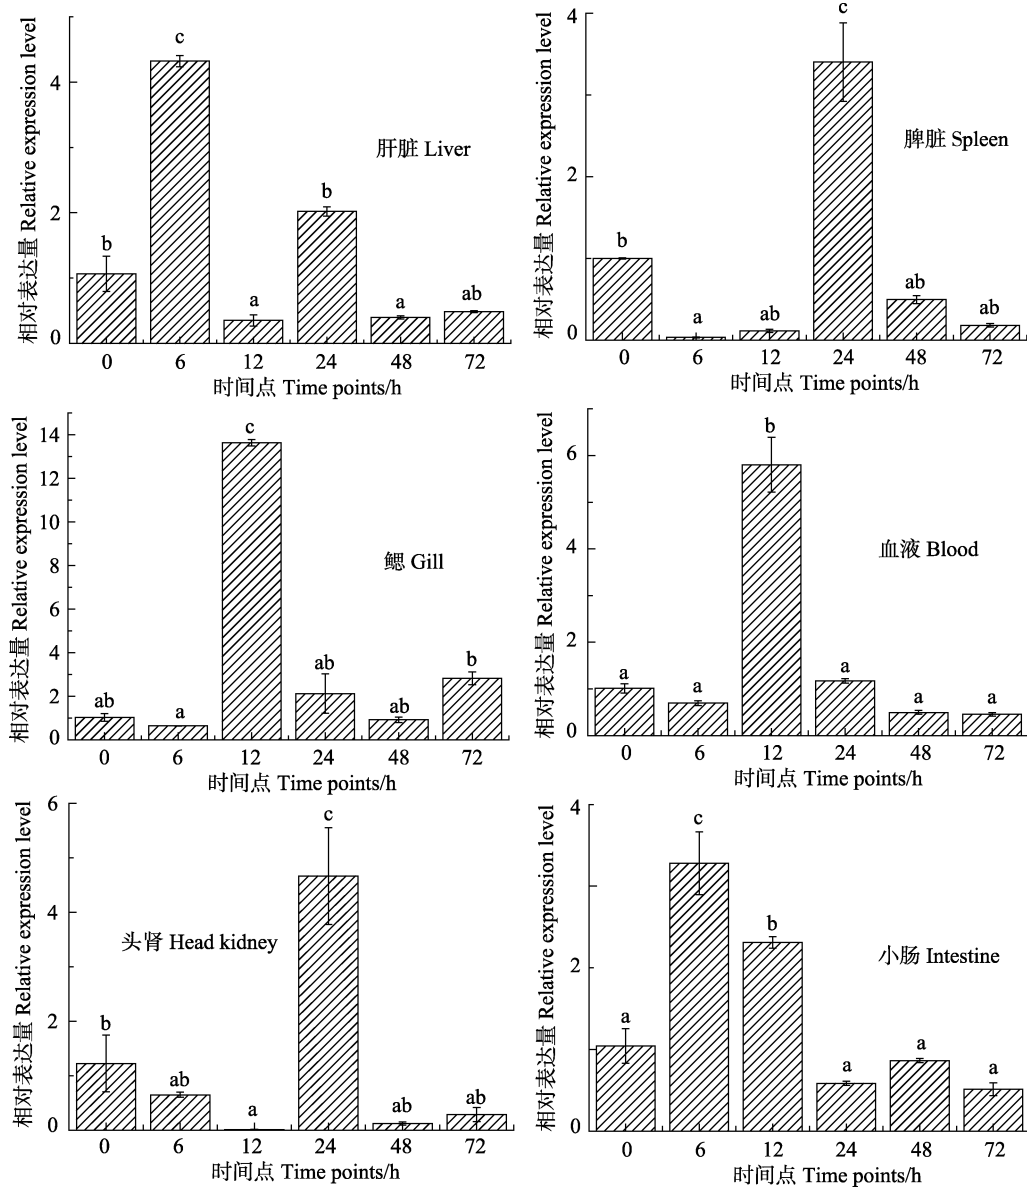 相对表达量 Relative expression level
4
2
0
c
b
b
a
a
ab
肝脏 Liver
0 6 12 24 48 72
时间点 Time points/h
相对表达量 Relative expression level
4
2
0
c
b
a
ab
ab
ab
脾脏 Spleen
0 6 12 24 48 72
时间点 Time points/h
相对表达量 Relative expression level
14
12
10
8
6
4
2
0
c
ab
a
ab
ab
b
鳃 Gill
0 6 12 24 48 72
时间点 Time points/h
相对表达量 Relative expression level
6
4
2
0
b
a
a
a
a
a
血液 Blood
0 6 12 24 48 72
时间点 Time points/h
相对表达量 Relative expression level
6
4
2
0
c
b
ab
a
ab
ab
头肾 Head kidney
0 6 12 24 48 72
时间点 Time points/h
相对表达量 Relative expression level
4
2
0
c
b
a
a
a
a
小肠 Intestine
0 6 12 24 48 72
时间点 Time points/h